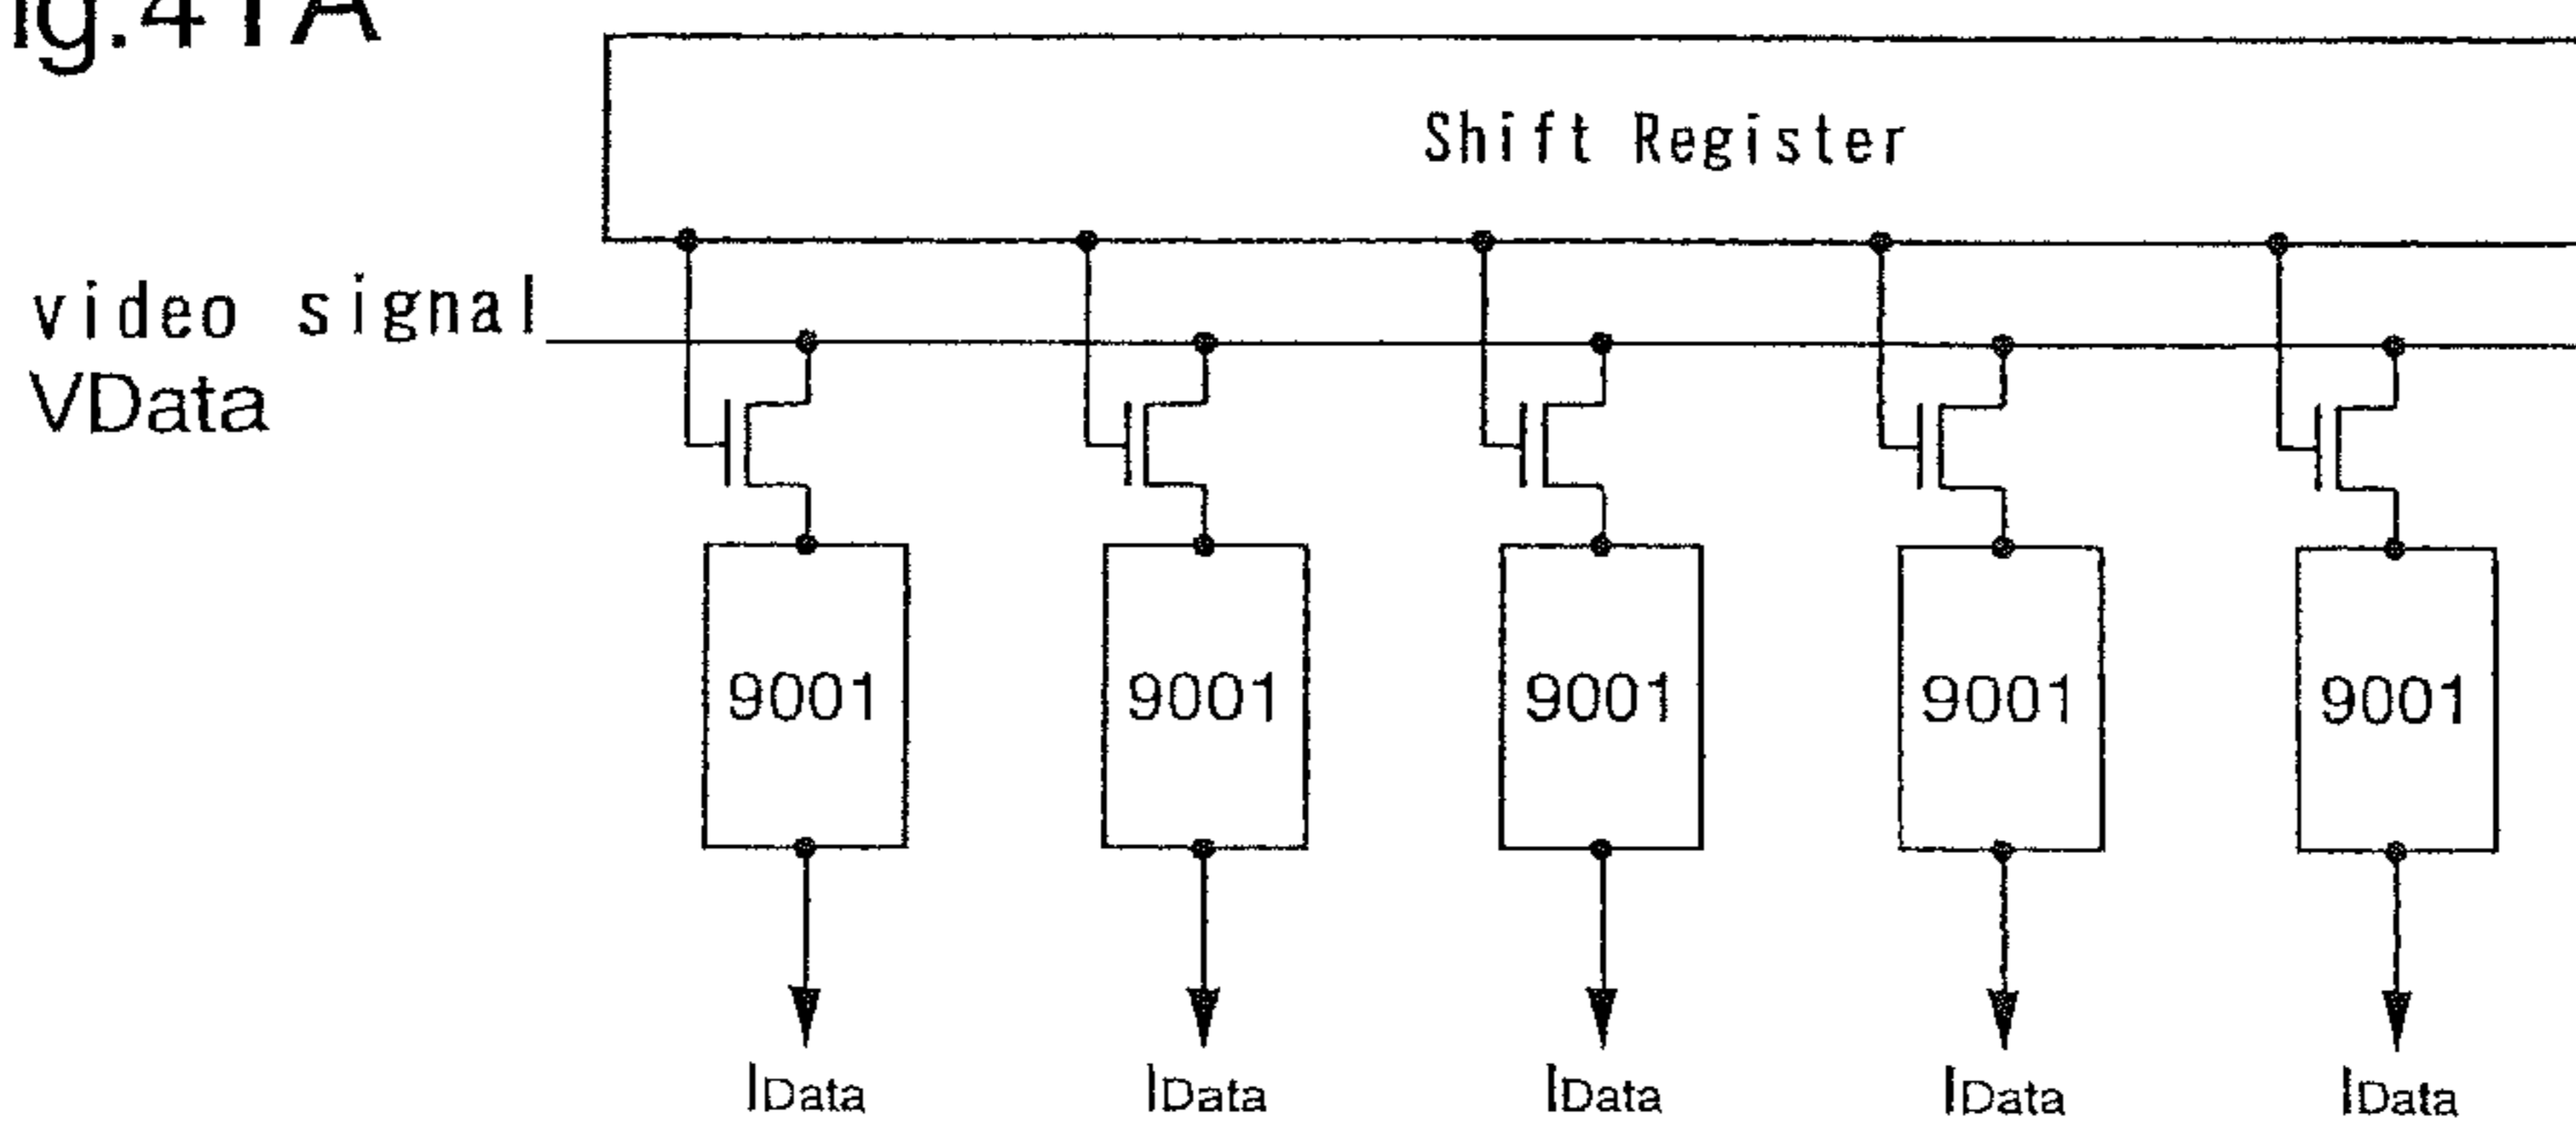 ig.41A
Shift Register
video signal
VData
9001 9001 9001 9001 9001
IData IData IData IData IData